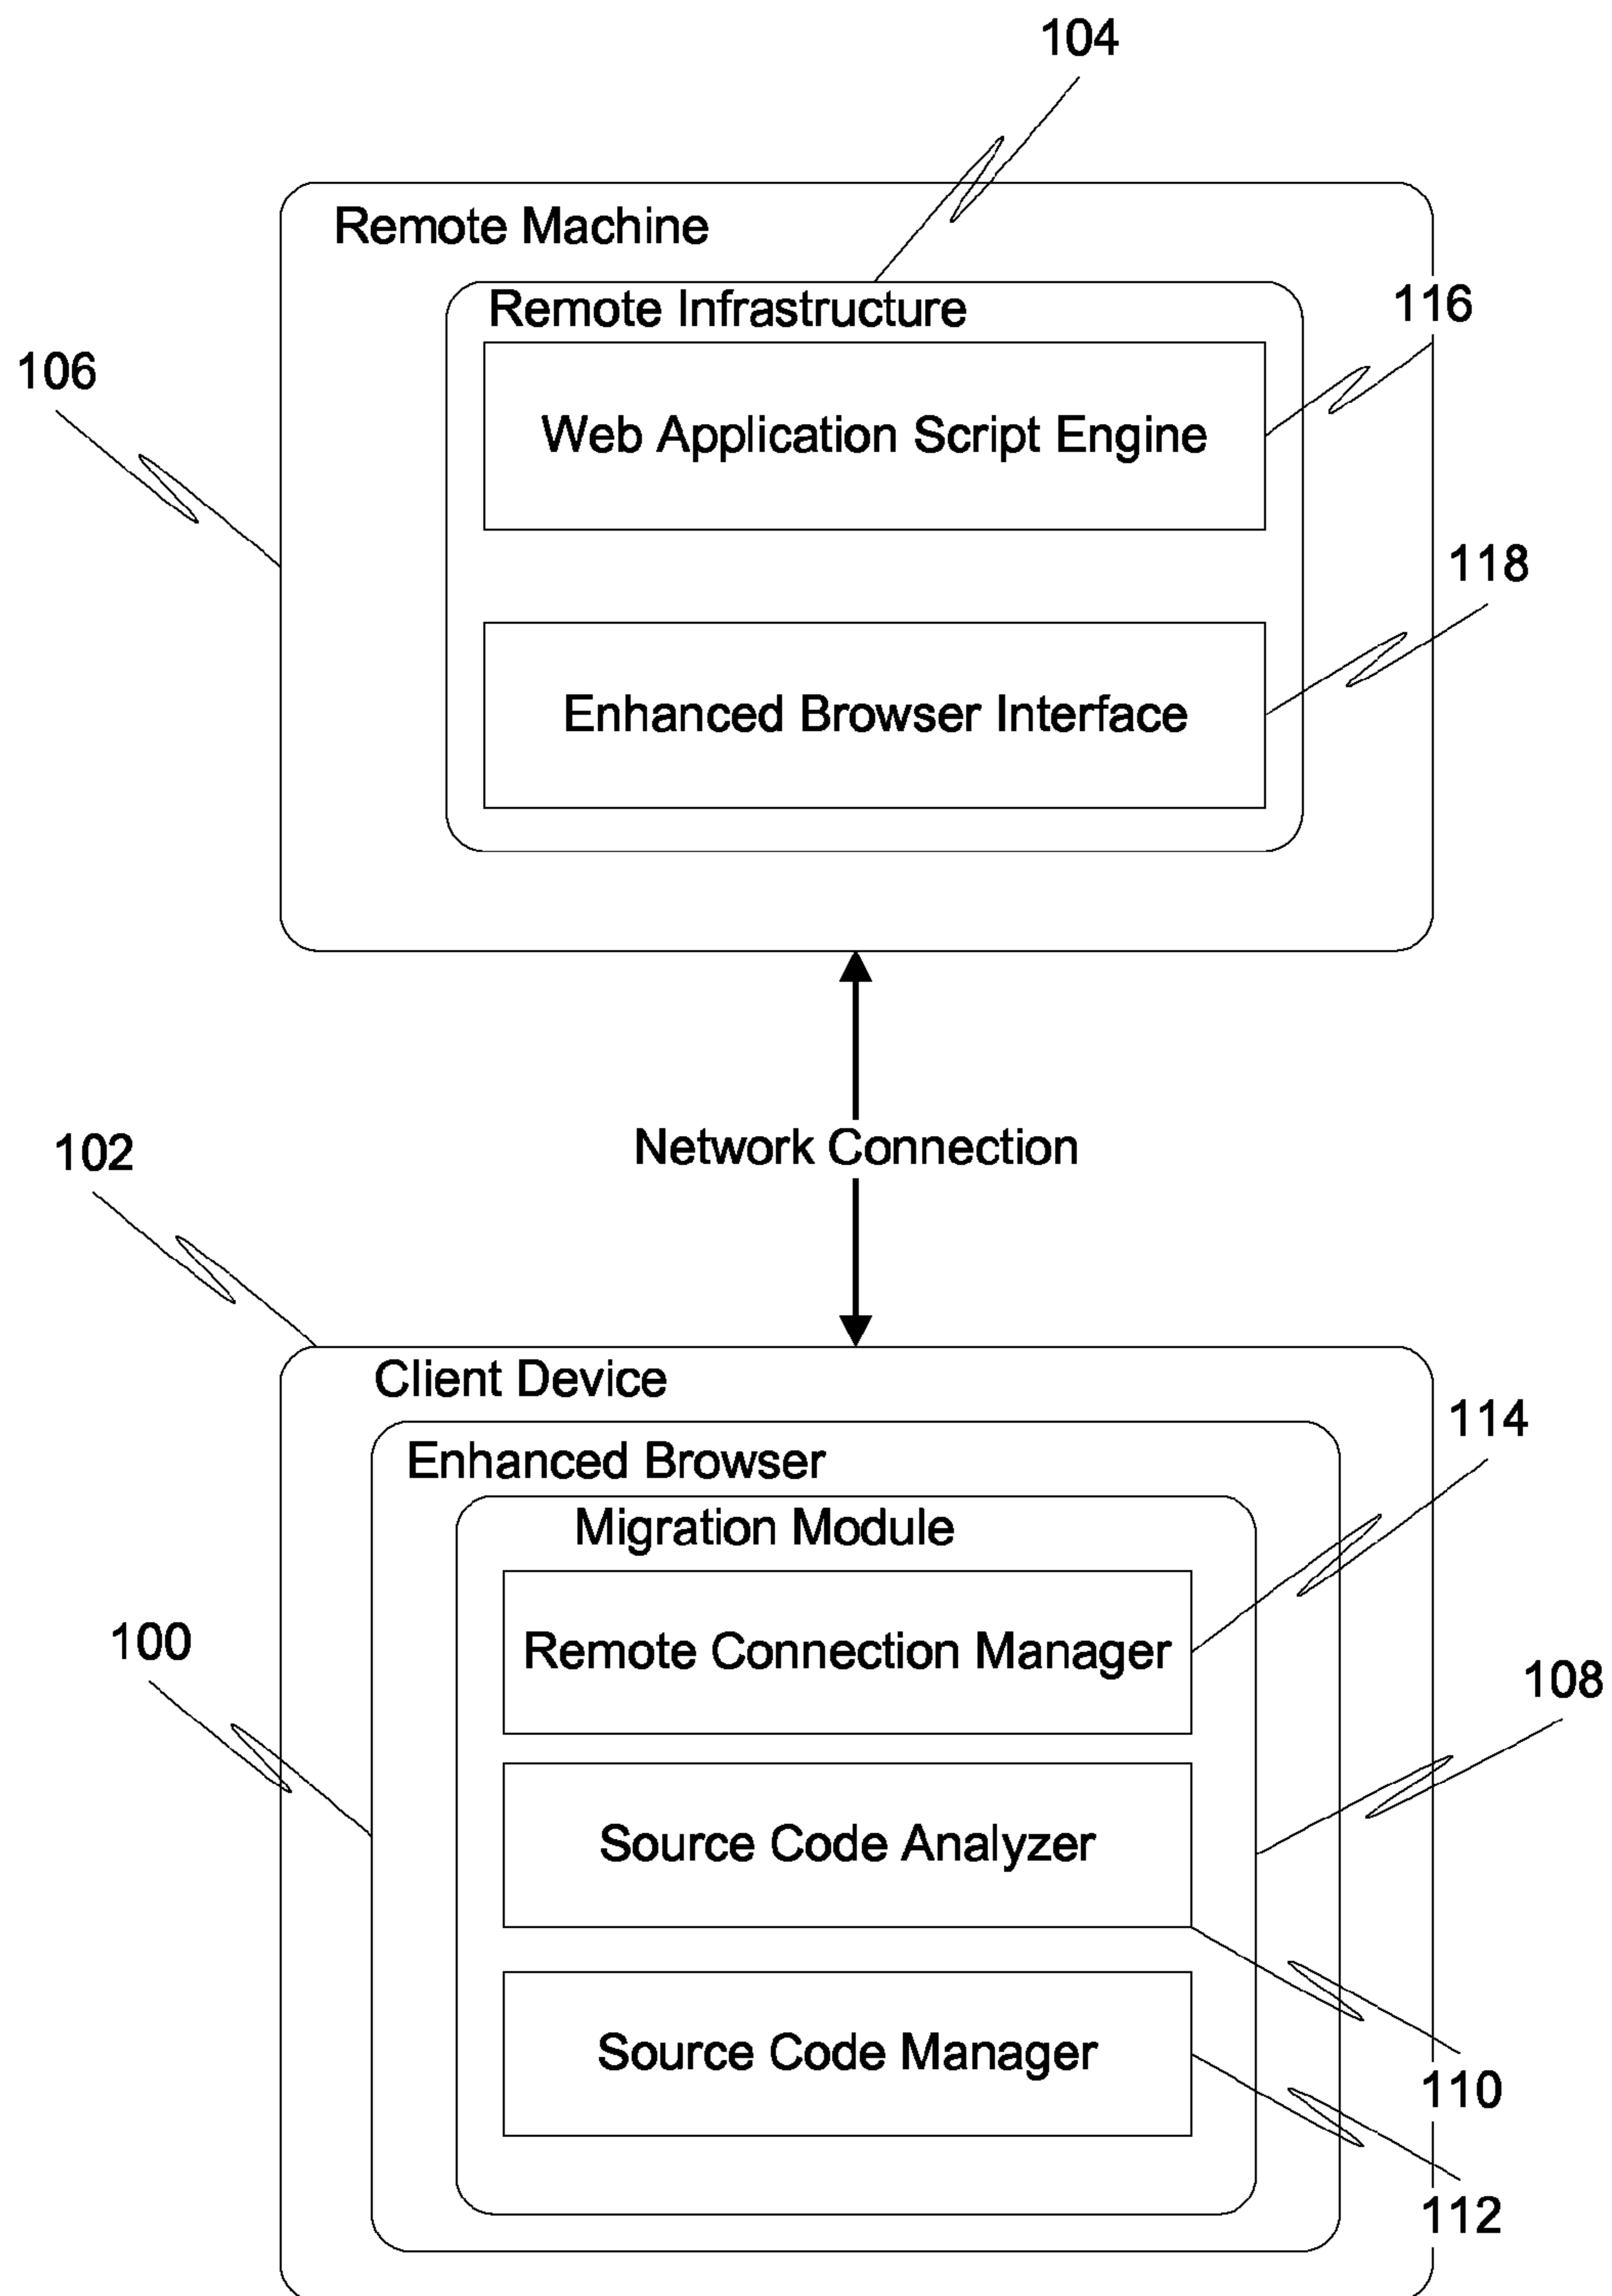 104
Remote Machine
Remote Infrastructure
116
106
Web Application Script Engine
118
Enhanced Browser Interface
102
Network Connection
Client Device
114
Enhanced Browser
Migration Module
100
Remote Connection Manager
108
Source Code Analyzer
Source Code Manager
110
112